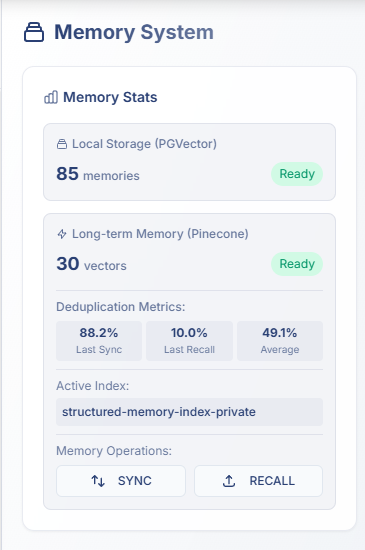 Memory System
Memory Stats
Local Storage (PGVector)
85 memories
Ready
Long-term Memory (Pinecone)
30 vectors
Ready
Deduplication Metrics:
88.2% 10.0% 49.1%
Last Sync Last Recall Average
Active Index:
structured-memory-index-private
Memory Operations:
SYNC RECALL